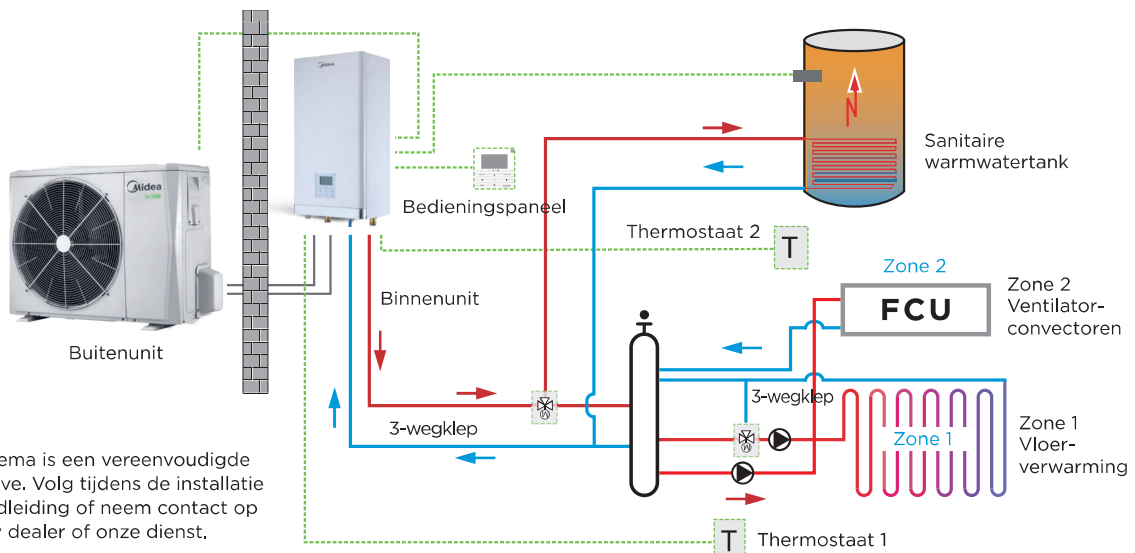 Midea
Midea
Buitenunit
Bedieningspaneel
Binnenunit
Sanitaire
warmwatertank
Thermostaat 2
T
Zone 2
FCU
Zone 2
Ventilator-
convectoren
3-wegklep
3-wegklep
Zone 1
Zone 1
Vloer-
verwarming
T
Thermostaat 1
ema is een vereenvoudigde
ve. Volg tijdens de installatie
dleiding of neem contact op
dealer of onze dienst.